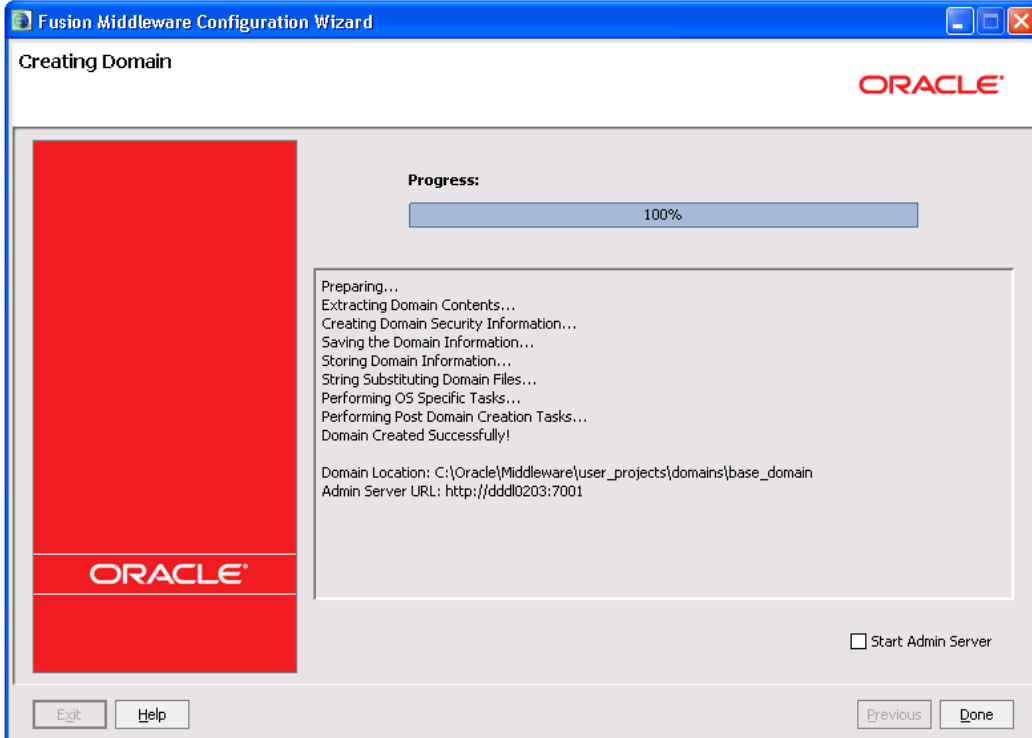 Fusion Middleware Configuration Wizard
Creating Domain
ORACLE®
Progress:
100%
Preparing...
Extracting Domain Contents...
Creating Domain Security Information...
Saving the Domain Information...
Storing Domain Information...
String Substituting Domain Files...
Performing OS Specific Tasks...
Performing Post Domain Creation Tasks...
Domain Created Successfully!
Domain Location: C:\Oracle\Middleware\user_projects\domains\base_domain
Admin Server URL: http://dddl0203:7001
ORACLE®
Start Admin Server
Exit Help Previous Done